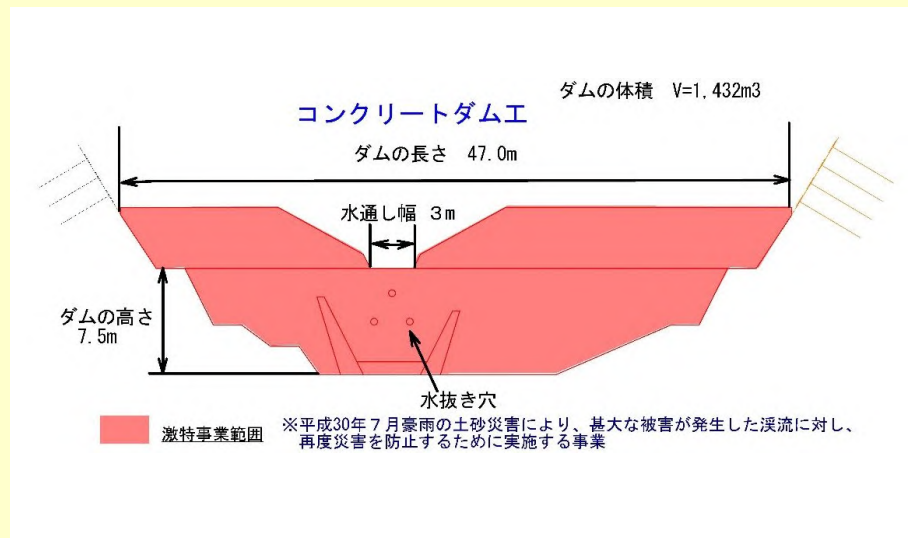 ダムの体積 V=1,432m3
コンクリートダム工
ダムの長さ 47.0m
水通し幅 3m
ダムの高さ
7.5m
水抜き穴
激特事業範囲
※平成30年7月豪雨の土砂災害により、甚大な被害が発生した渓流に対し、
再度災害を防止するために実施する事業